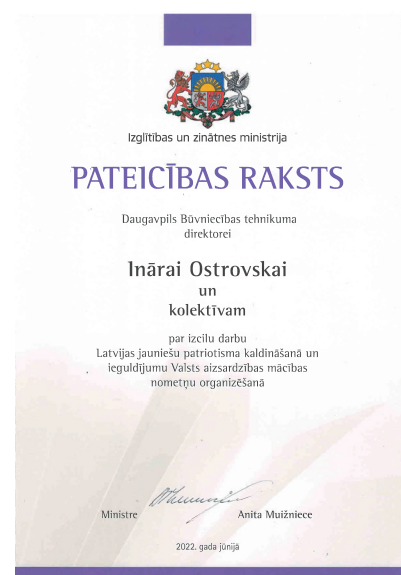 Izglītības un zinātnes ministrija
PATEICĪBAS RAKSTS
Daugavpils Būvniecības tehnikuma
direktorei
Inārai Ostrovskai
un
kolektīvam
par izcilu darbu
Latvijas jauniešu patriotisma kaldināšanā un
ieguldījumu Valsts aizsardzības mācības
nometņu organizēšanā
Ministre Anita Muižniece
2022. gada jūnijā